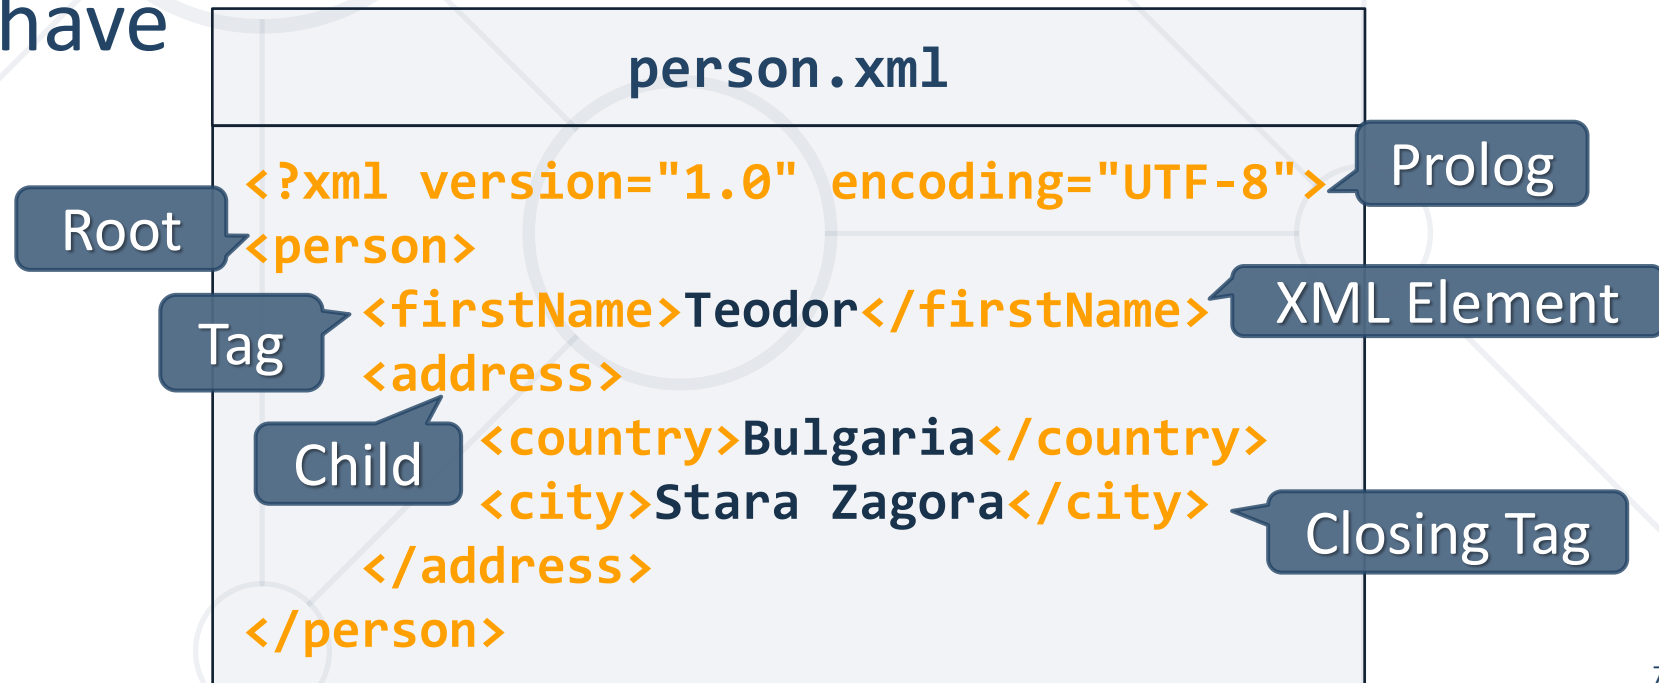 have
person.xml
<?xml version="1.0" encoding="UTF-8">
Prolog
Root
<person>
<firstName>Teodor</firstName>
XML Element
Tag
<address>
Child
<country>Bulgaria</country>
<city>Stara Zagora</city>
Closing Tag
</address>
</person>